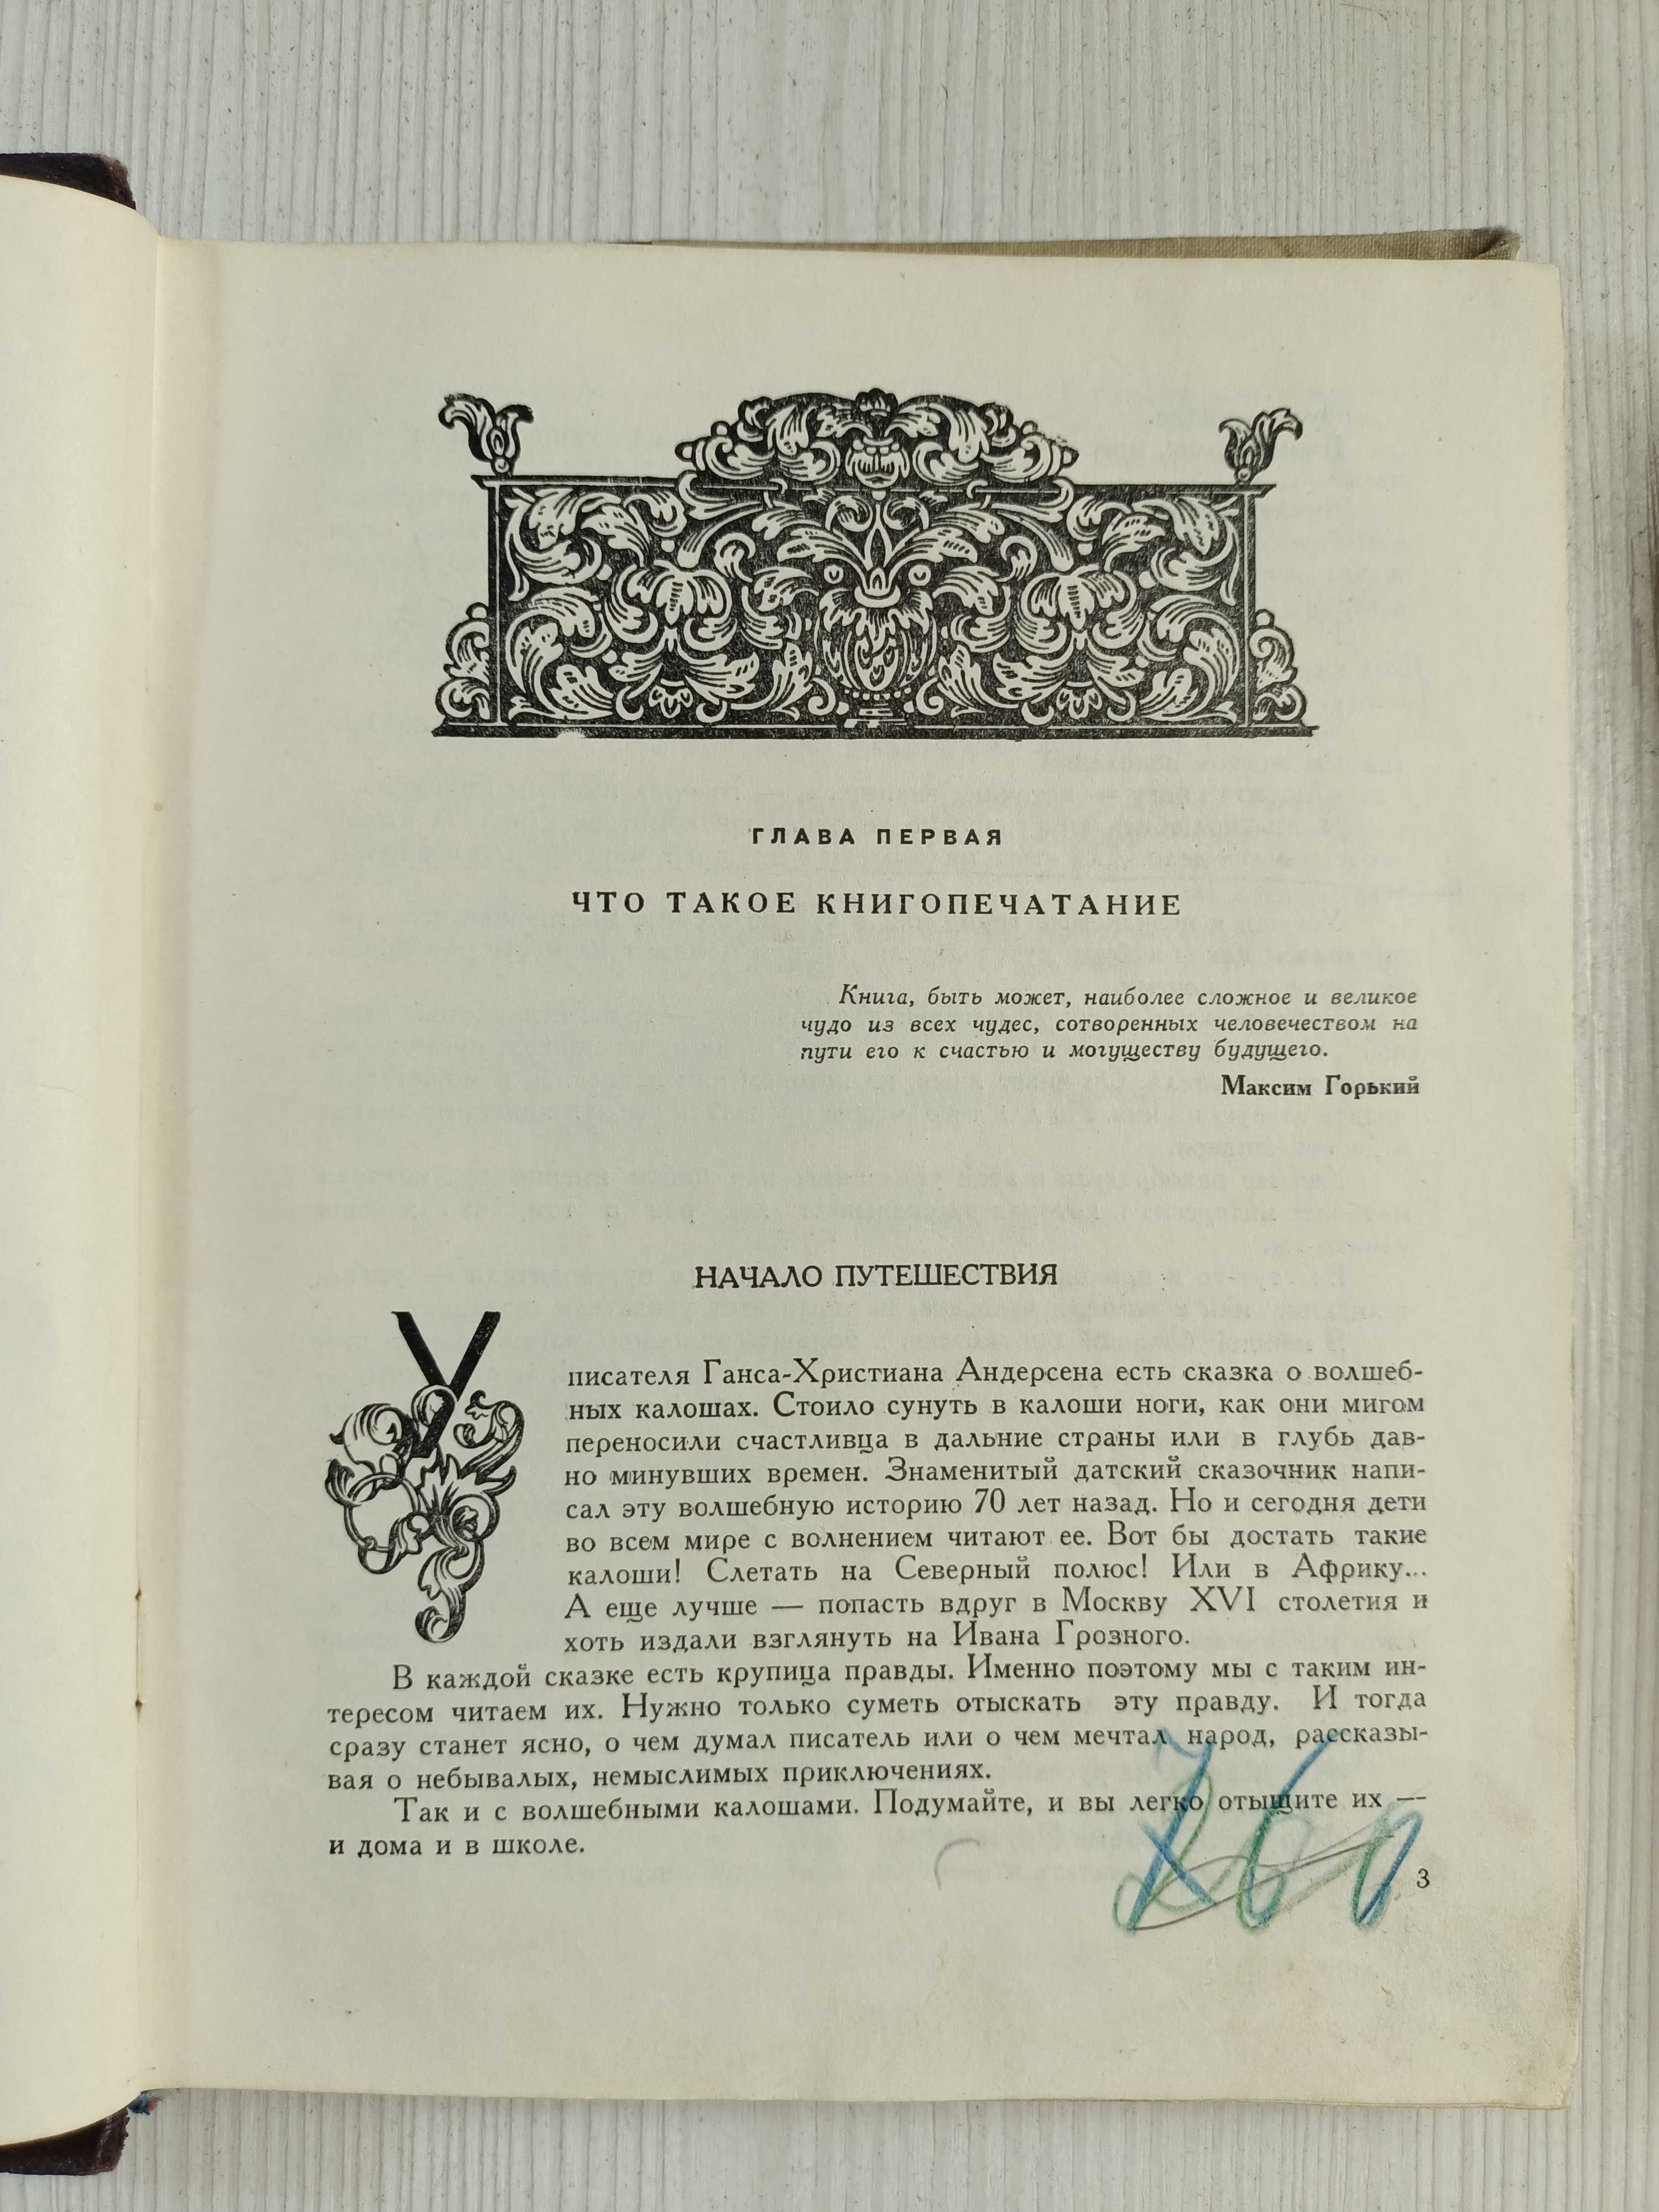 ГЛАВА ПЕРВАЯ
ЧТО ТАКОЕ КНИГОПЕЧАТАНИЕ
Книга, быть может, наиболее сложное и великое
чудо из всех чудес, сотворенных человечеством на
пути его к счастью и могуществу будущего.
Максим Горький
НАЧАЛО ПУТЕШЕСТВИЯ
У писателя Ганса-Христиана Андерсена есть сказка о волшеб-
ных калошах. Стоило сунуть в калоши ноги, как они мигом
переносили счастливца в дальние страны или в глубь дав-
но минувших времен. Знаменитый датский сказочник напи-
сал эту волшебную историю 70 лет назад. Но и сегодня дети
во всем мире с волнением читают ее. Вот бы достать такие
калоши! Слетать на Северный полюс! Или в Африку...
А еще лучше — попасть вдруг в Москву XVI столетия и
хоть издали взглянуть на Ивана Грозного.
В каждой сказке есть крупица правды. Именно поэтому мы с таким ин-
тересом читаем их. Нужно только суметь отыскать эту правду. И тогда
сразу станет ясно, о чем думал писатель или о чем мечтал народ, рассказы-
вая о небывалых, немыслимых приключениях.
Так и с волшебными калошами. Подумайте, и вы легко отыщите их —
и дома и в школе.
3